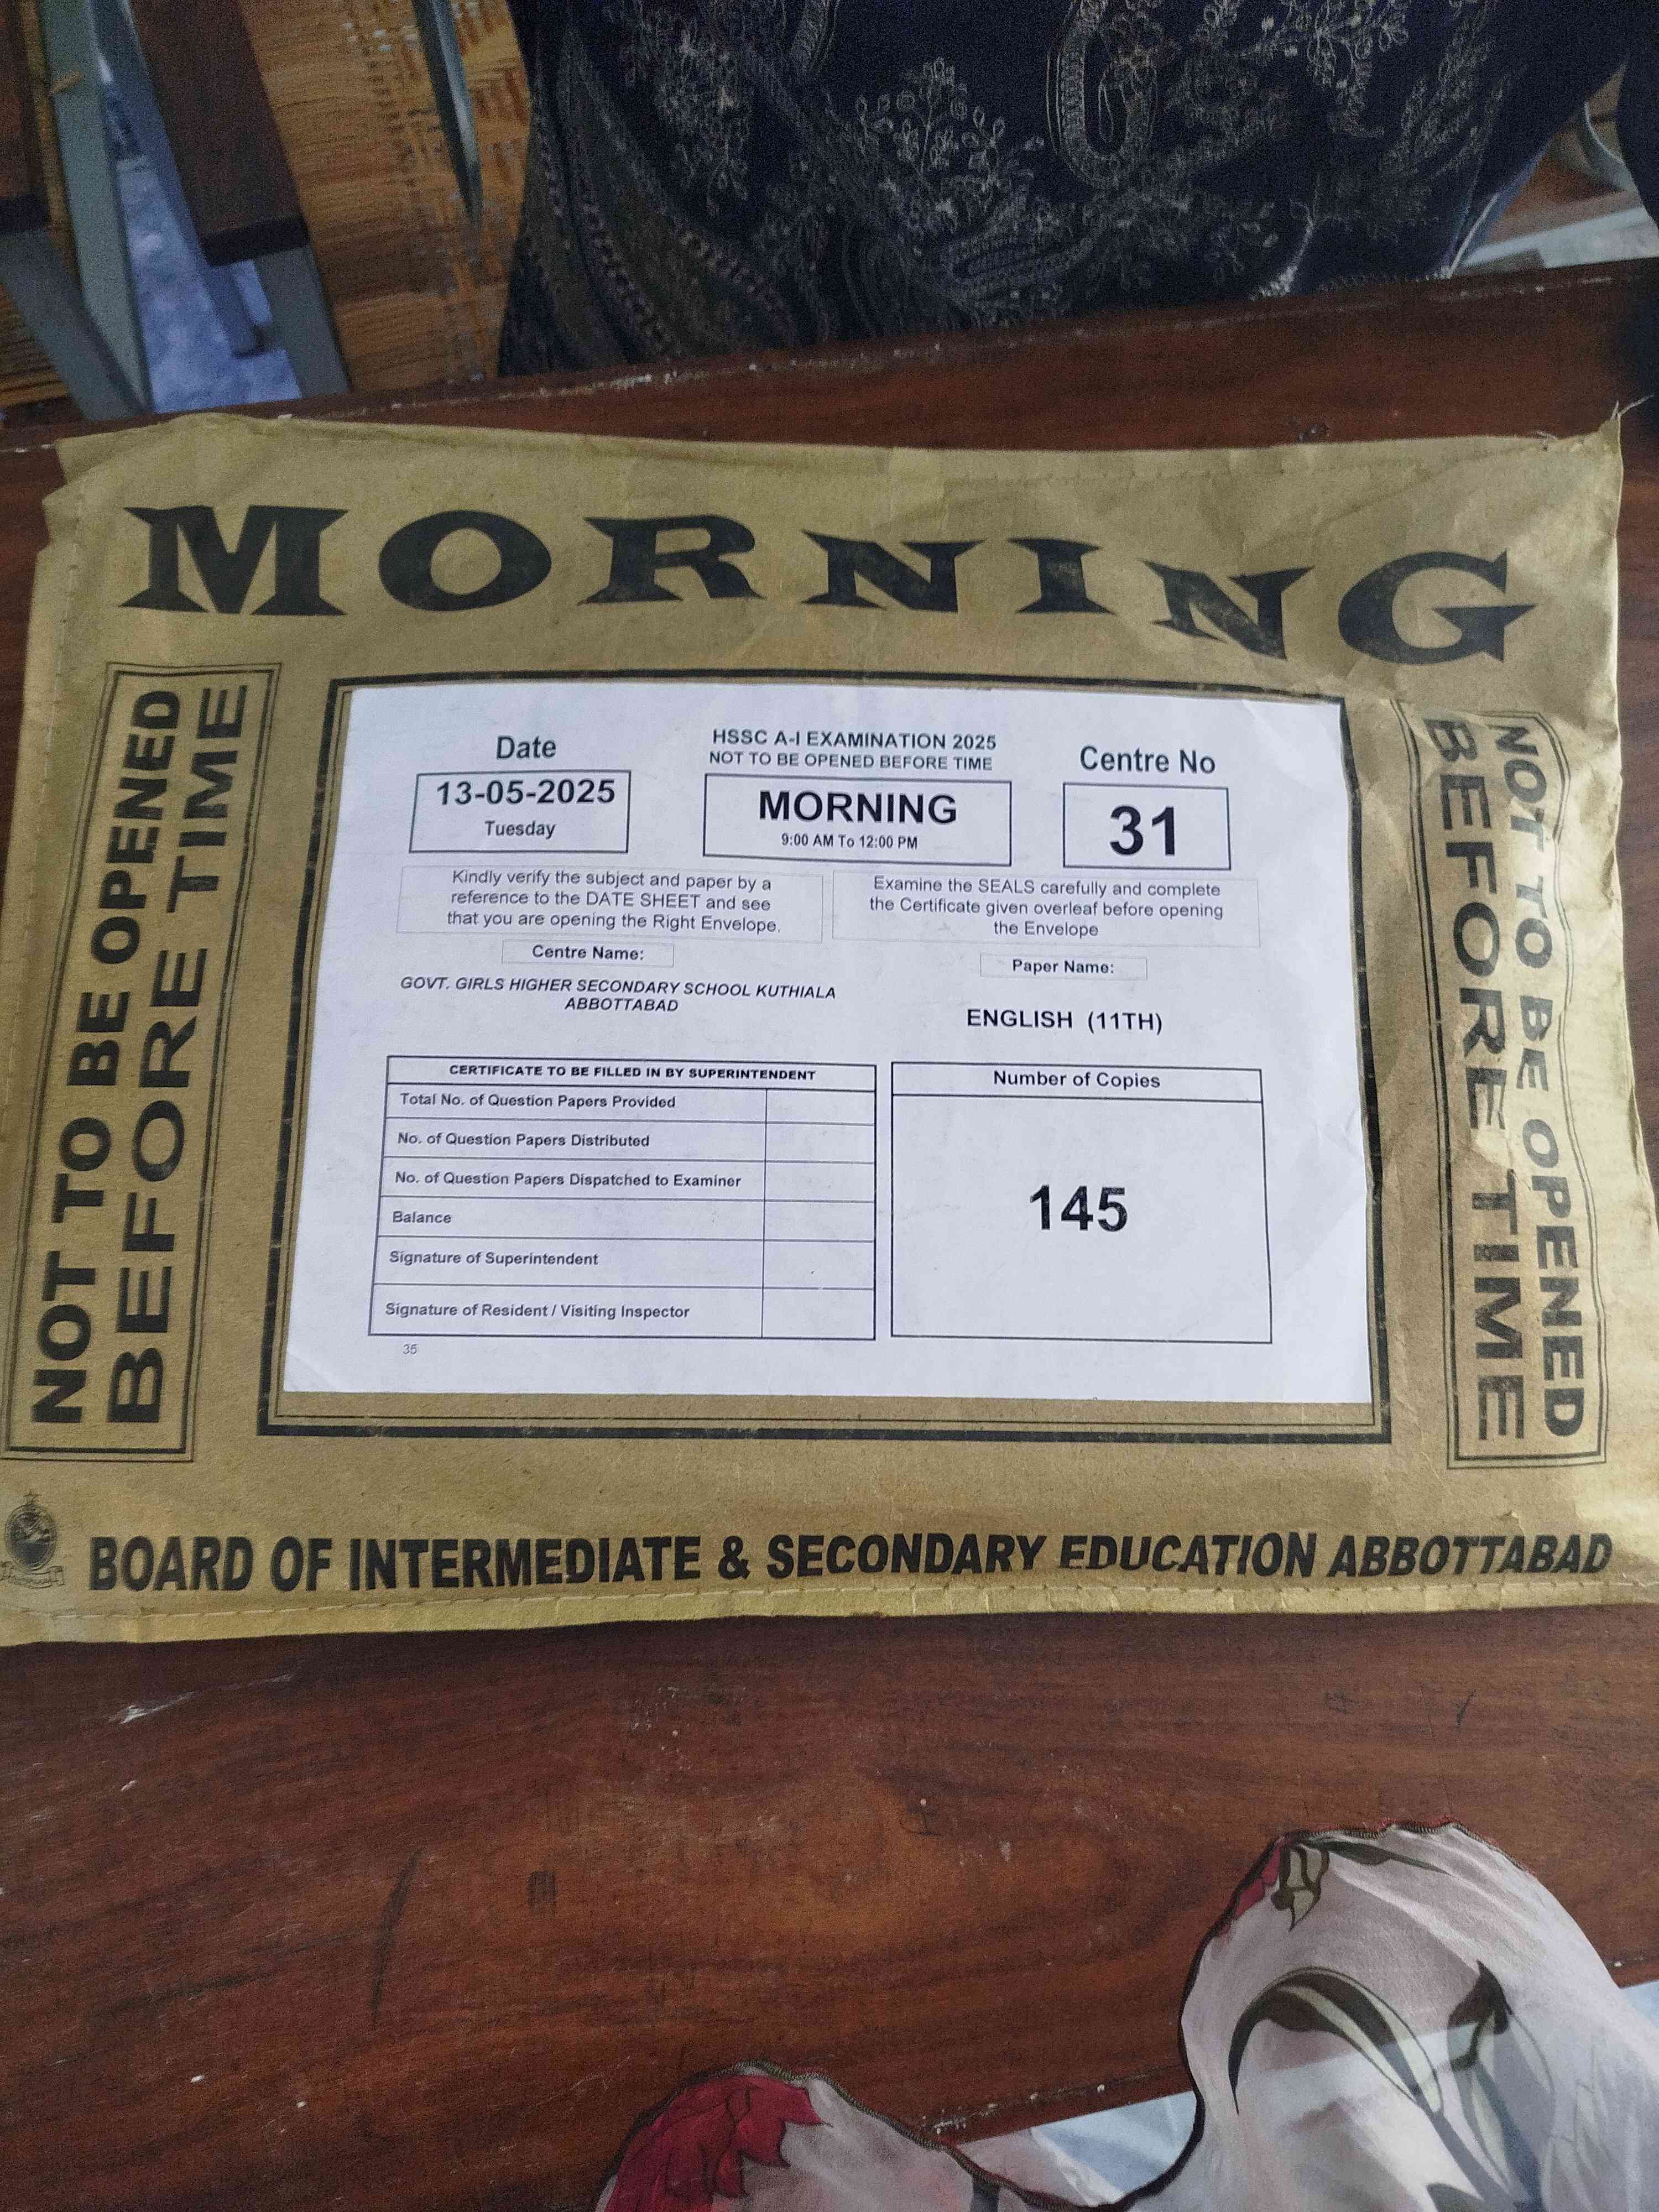 MORNING
NOT TO BE OPENED
BEFORE TIME
Date
13-05-2025
Tuesday
HSSC A-I EXAMINATION 2025
NOT TO BE OPENED BEFORE TIME
MORNING
9:00 AM To 12:00 PM
Centre No
31
Kindly verify the subject and paper by a
reference to the DATE SHEET and see
that you are opening the Right Envelope.
Examine the SEALS carefully and complete
the Certificate given overleaf before opening
the Envelope
Centre Name:
GOVT. GIRLS HIGHER SECONDARY SCHOOL KUTHIALA
ABBOTTABAD
Paper Name:
ENGLISH (11TH)
CERTIFICATE TO BE FILLED IN BY SUPERINTENDENT
Total No. of Question Papers Provided
No. of Question Papers Distributed
No. of Question Papers Dispatched to Examiner
Balance
Signature of Superintendent
Signature of Resident / Visiting Inspector
35
Number of Copies
145
NOT TO BE OPENED
BEFORE TIME
BOARD OF INTERMEDIATE & SECONDARY EDUCATION ABBOTTABAD